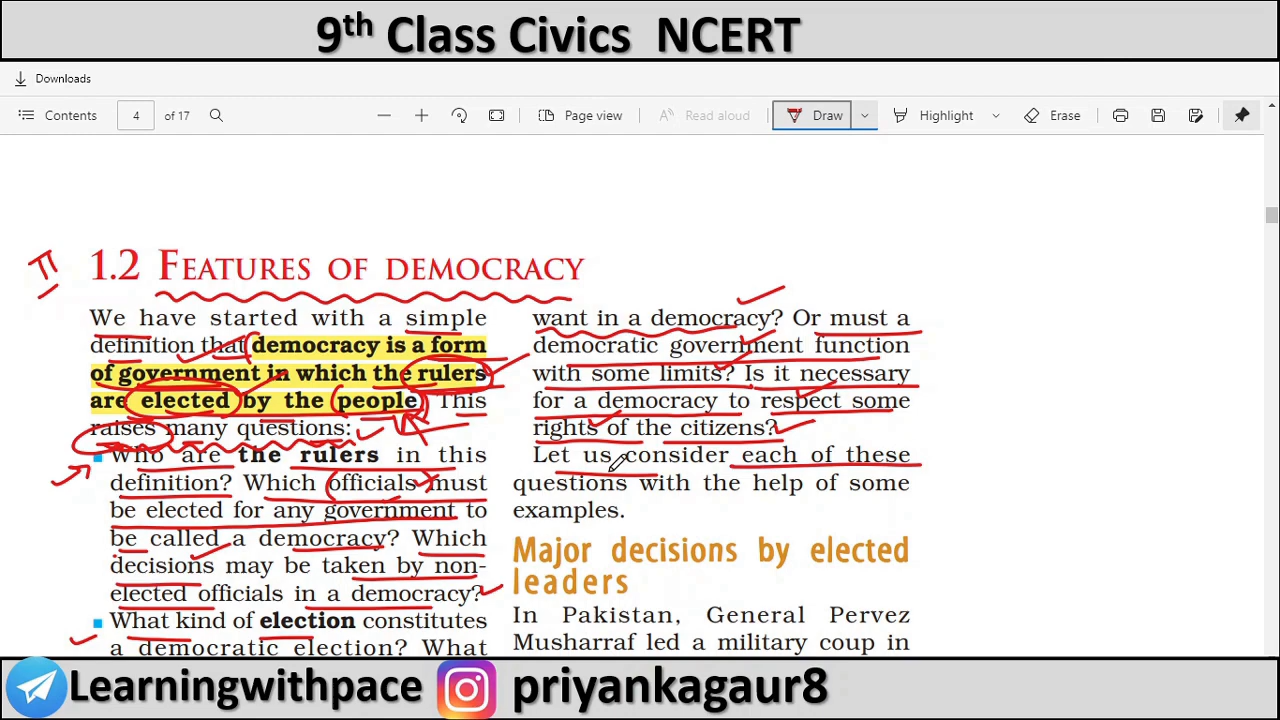 9th Class Civics NCERT
Downloads
Contents 4 of 17 Page view Read aloud Draw Highlight Erase
II 1.2 FEATURES OF DEMOCRACY
We have started with a simple
definition that democracy is a form
of government in which the rulers
are elected by the people. This
raises many questions:
Who are the rulers in this
definition? Which officials must
be elected for any government to
be called a democracy? Which
decisions may be taken by non-
elected officials in a democracy?
What kind of election constitutes
a democratic election? What
want in a democracy? Or must a
democratic government function
with some limits? Is it necessary
for a democracy to respect some
rights of the citizens?
Let us consider each of these
questions with the help of some
examples.
Major decisions by elected
leaders
In Pakistan, General Pervez
Musharraf led a military coup in
Learningwithpace priyankagaur8